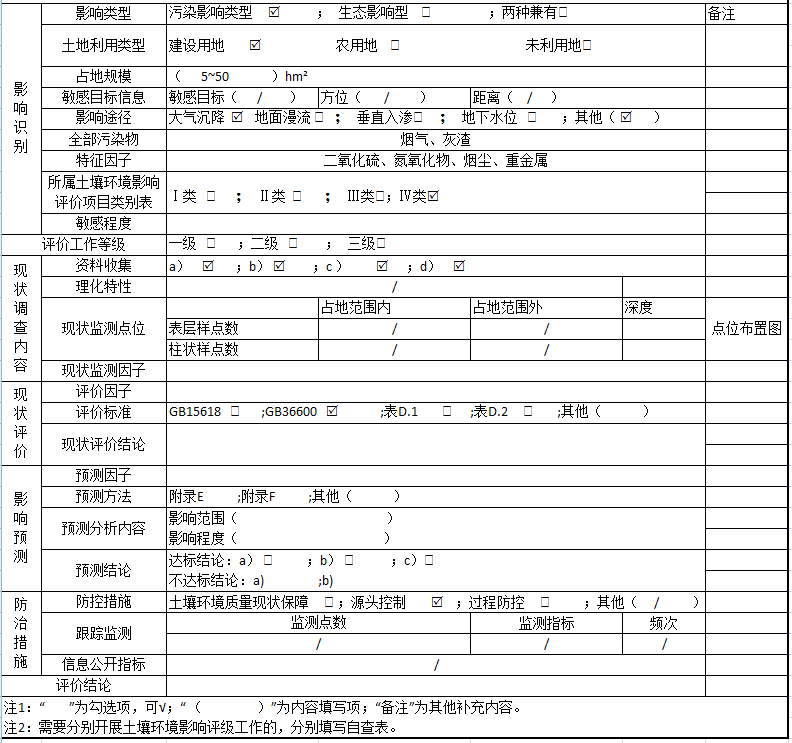 影响类型 污染影响类型 ☑ ； 生态影响型 □ ；两种兼有□ 备注
土地利用类型 建设用地 ☑ 农用地 □ 未利用地□
占地规模 （ 5~50 ）hm²
影响识别 敏感目标信息 敏感目标（ / ） 方位（ / ） 距离（ / ）
影响途径 大气沉降 ☑ 地面漫流□ ； 垂直入渗□ ； 地下水位 □ ；其他（ ☑ ）
全部污染物 烟气、灰渣
特征因子 二氧化硫、氮氧化物、烟尘、重金属
所属土壤环境影响
评价项目类别表 Ⅰ类 □ ； Ⅱ类 □ ； Ⅲ类□；Ⅳ类☑
敏感程度
评价工作等级 一级 □ ；二级 □ ； 三级□
现状调查内容 资料收集 a） ☑ ；b）☑ ；c） ☑ ；d） ☑
理化特性 /
占地范围内 占地范围外 深度
现状监测点位 表层样点数 / / 点位布置图
柱状样点数 / /
现状监测因子
现状评价 评价因子
评价标准 GB15618 □ ;GB36600 ☑ ;表D.1 □ ;表D.2 □ ;其他（ ）
现状评价结论
影响预测 预测因子
预测方法 附录E ;附录F ;其他（ ）
预测分析内容 影响范围（ ）
影响程度（ ）
预测结论 达标结论：a）□ ；b）□ ；c）□
不达标结论：a) ;b)
防治措施 防控措施 土壤环境质量现状保障 □；源头控制 ☑ ；过程防控 □ ；其他（ / ）
跟踪监测 监测点数 监测指标 频次
/ / /
信息公开指标 /
评价结论
注1：“ ”为勾选项，可√；“（ ）”为内容填写项；“备注”为其他补充内容。
注2：需要分别开展土壤环境影响评级工作的，分别填写自查表。